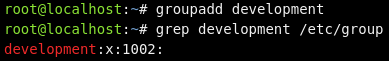 root@localhost:~# groupadd development
root@localhost:~# grep development /etc/group
development:x:1002: